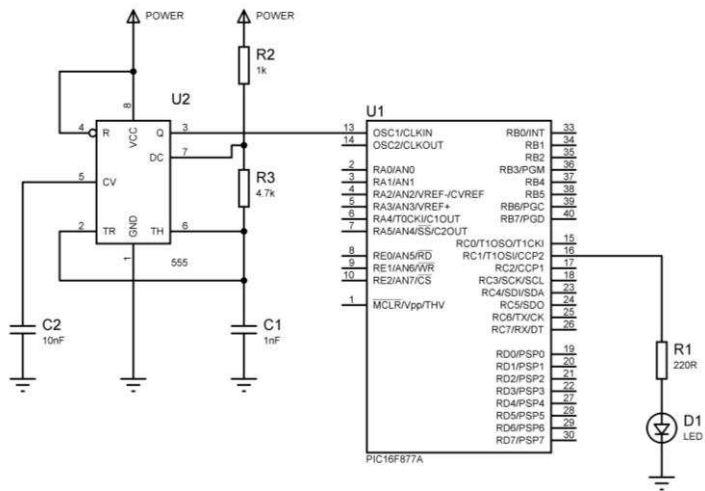 POWER
POWER
R2
1k
U2
8
4
R
VCC
Q
3
DC
7
5
CV
R3
4.7k
2
TR
GND
TH
6
1
555
C2
10nF
C1
1nF
U1
13
OSC1/CLKIN
14
OSC2/CLKOUT
2
RA0/AN0
3
RA1/AN1
4
RA2/AN2/VREF-/CVREF
5
RA3/AN3/VREF+
6
RA4/T0CKI/C1OUT
7
RA5/AN4/SS/C2OUT
8
RE0/AN5/RD
9
RE1/AN6/WR
10
RE2/AN7/CS
1
MCLR/Vpp/THV
RB0/INT
33
RB1
34
RB2
35
RB3/PGM
36
RB4
37
RB5
38
RB6/PGC
39
RB7/PGD
40
RC0/T1OSO/T1CKI
15
RC1/T1OSI/CCP2
16
RC2/CCP1
17
RC3/SCK/SCL
18
RC4/SDI/SDA
23
RC5/SDO
24
RC6/TX/CK
25
RC7/RX/DT
26
RD0/PSP0
19
RD1/PSP1
20
RD2/PSP2
21
RD3/PSP3
22
RD4/PSP4
27
RD5/PSP5
28
RD6/PSP6
29
RD7/PSP7
30
PIC16F877A
R1
220R
D1
LED